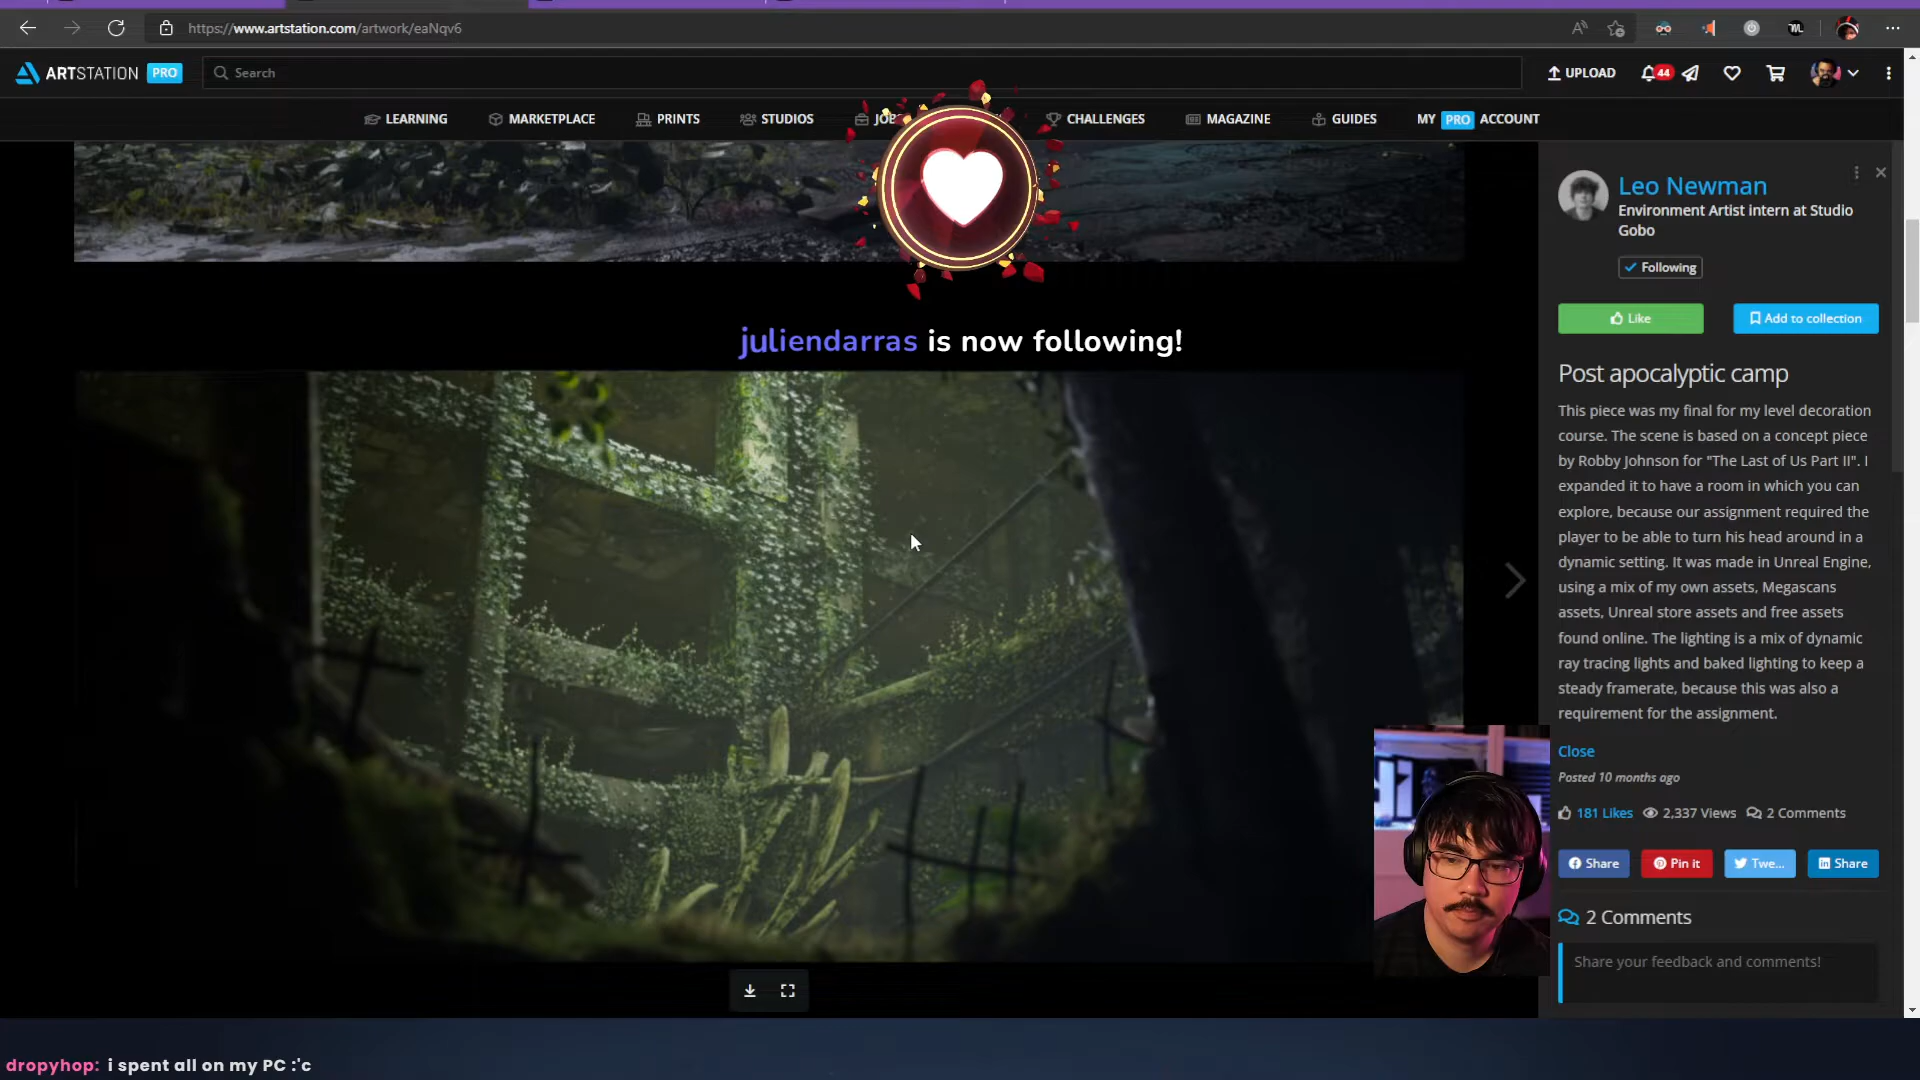 https://www.artstation.com/artwork/eaNqv6
ARTSTATION PRO
Search
UPLOAD
44
LEARNING
MARKETPLACE
PRINTS
STUDIOS
CHALLENGES
MAGAZINE
GUIDES
MY PRO ACCOUNT
juliendarras is now following!
Leo Newman
Environment Artist intern at Studio
Gobo
Following
Like
Add to collection
Post apocalyptic camp
This piece was my final for my level decoration
course. The scene is based on a concept piece
by Robby Johnson for "The Last of Us Part II". I
expanded it to have a room in which you can
explore, because our assignment required the
player to be able to turn his head around in a
dynamic setting. It was made in Unreal Engine,
using a mix of my own assets, Megascans
assets, Unreal store assets and free assets
found online. The lighting is a mix of dynamic
ray tracing lights and baked lighting to keep a
steady framerate, because this was also a
requirement for the assignment.
Close
Posted 10 months ago
181 Likes 2,337 Views 2 Comments
Share
Pin it
Twe...
Share
2 Comments
Share your feedback and comments!
dropyhop: i spent all on my PC :'c